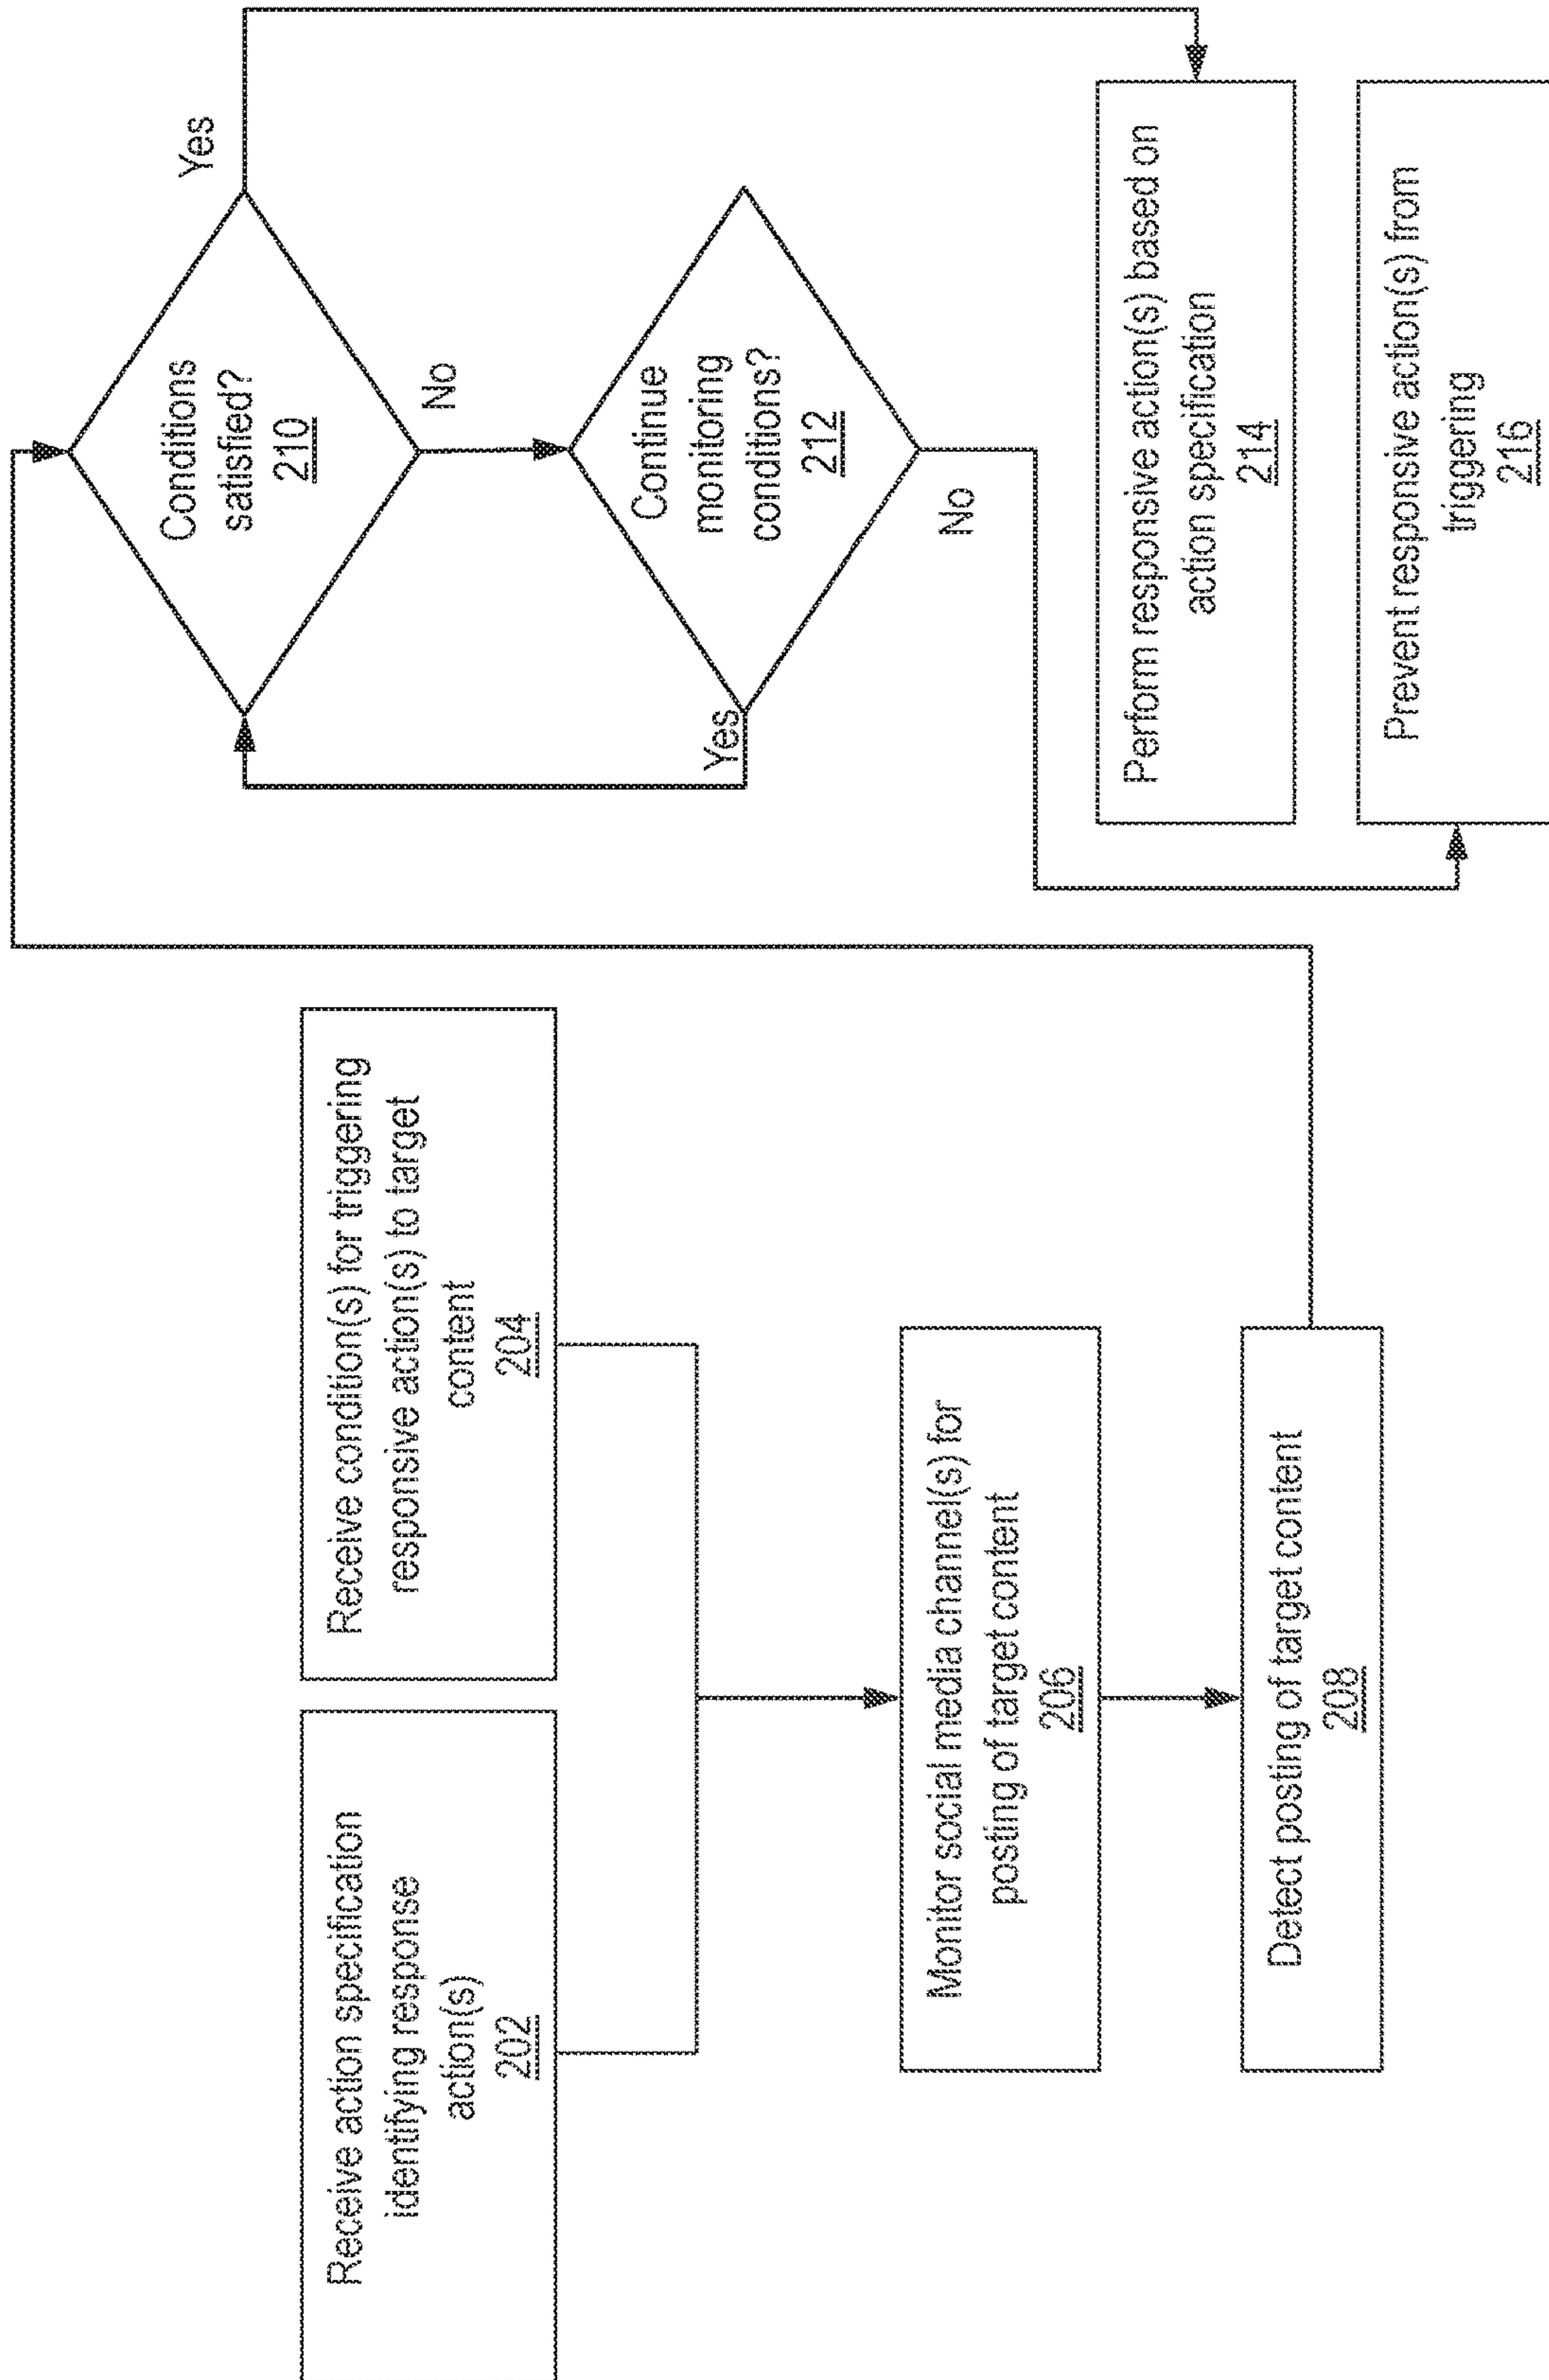 Receive action specification
identifying response
action(s)
202
Receive condition(s) for triggering
responsive action(s) to target
content
204
Monitor social media channel(s) for
posting of target content
206
Detect posting of target content
208
Conditions
satisfied?
210
Yes
No
Continue
monitoring
conditions?
212
Yes
No
Perform responsive action(s) based on
action specification
214
Prevent responsive action(s) from
triggering
216